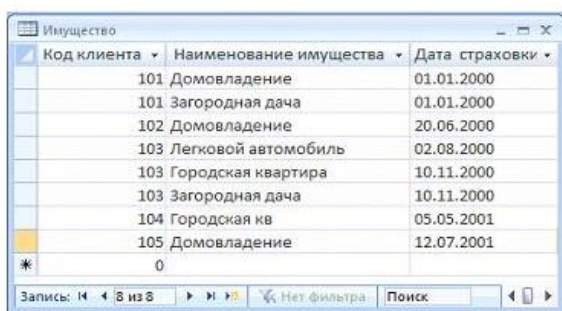 Имущество
Код клиента Наименование имущества Дата страховки
101 Домовладение 01.01.2000
101 Загородная дача 01.01.2000
102 Домовладение 20.06.2000
103 Легковой автомобиль 02.08.2000
103 Городская квартира 10.11.2000
103 Загородная дача 10.11.2000
104 Городская кв 05.05.2001
105 Домовладение 12.07.2001
0
Запись: 8 из 8 Нет фильтра Поиск